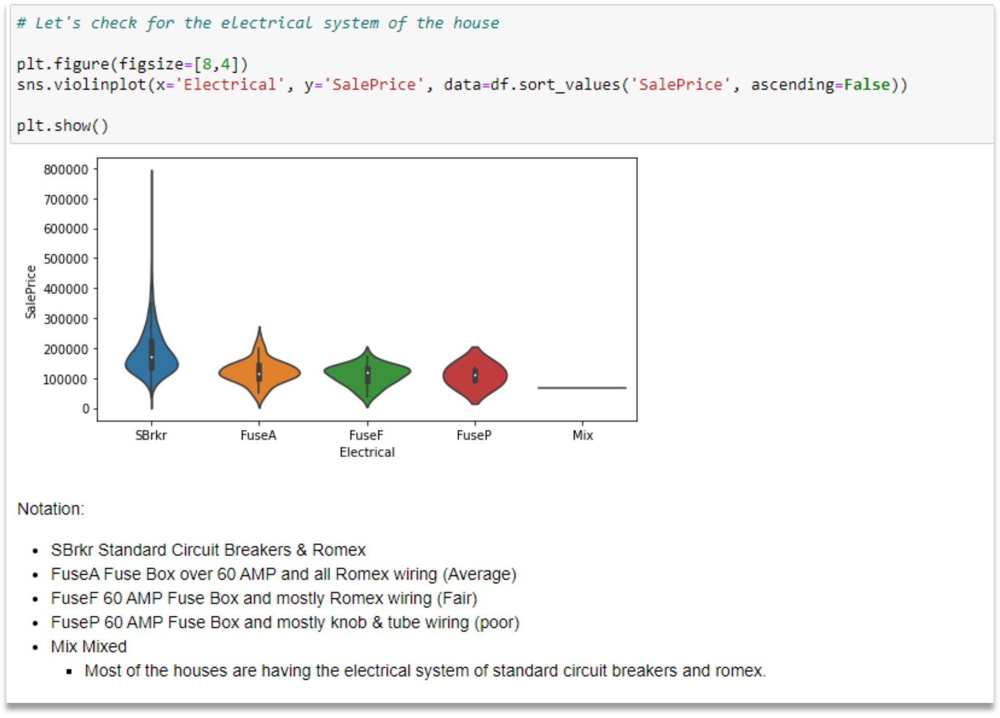 # Let's check for the electrical system of the house
plt.figure(figsize=[8,4])
sns.violinplot(x='Electrical', y='SalePrice', data=df.sort_values('SalePrice', ascending=False))
plt.show()
800000
700000
600000
500000
400000
300000
200000
100000
0
SalePrice
SBrkr FuseA FuseF FuseP Mix
Electrical
Notation:
• SBrkr Standard Circuit Breakers & Romex
• FuseA Fuse Box over 60 AMP and all Romex wiring (Average)
• FuseF 60 AMP Fuse Box and mostly Romex wiring (Fair)
• FuseP 60 AMP Fuse Box and mostly knob & tube wiring (poor)
• Mix Mixed
▪ Most of the houses are having the electrical system of standard circuit breakers and romex.